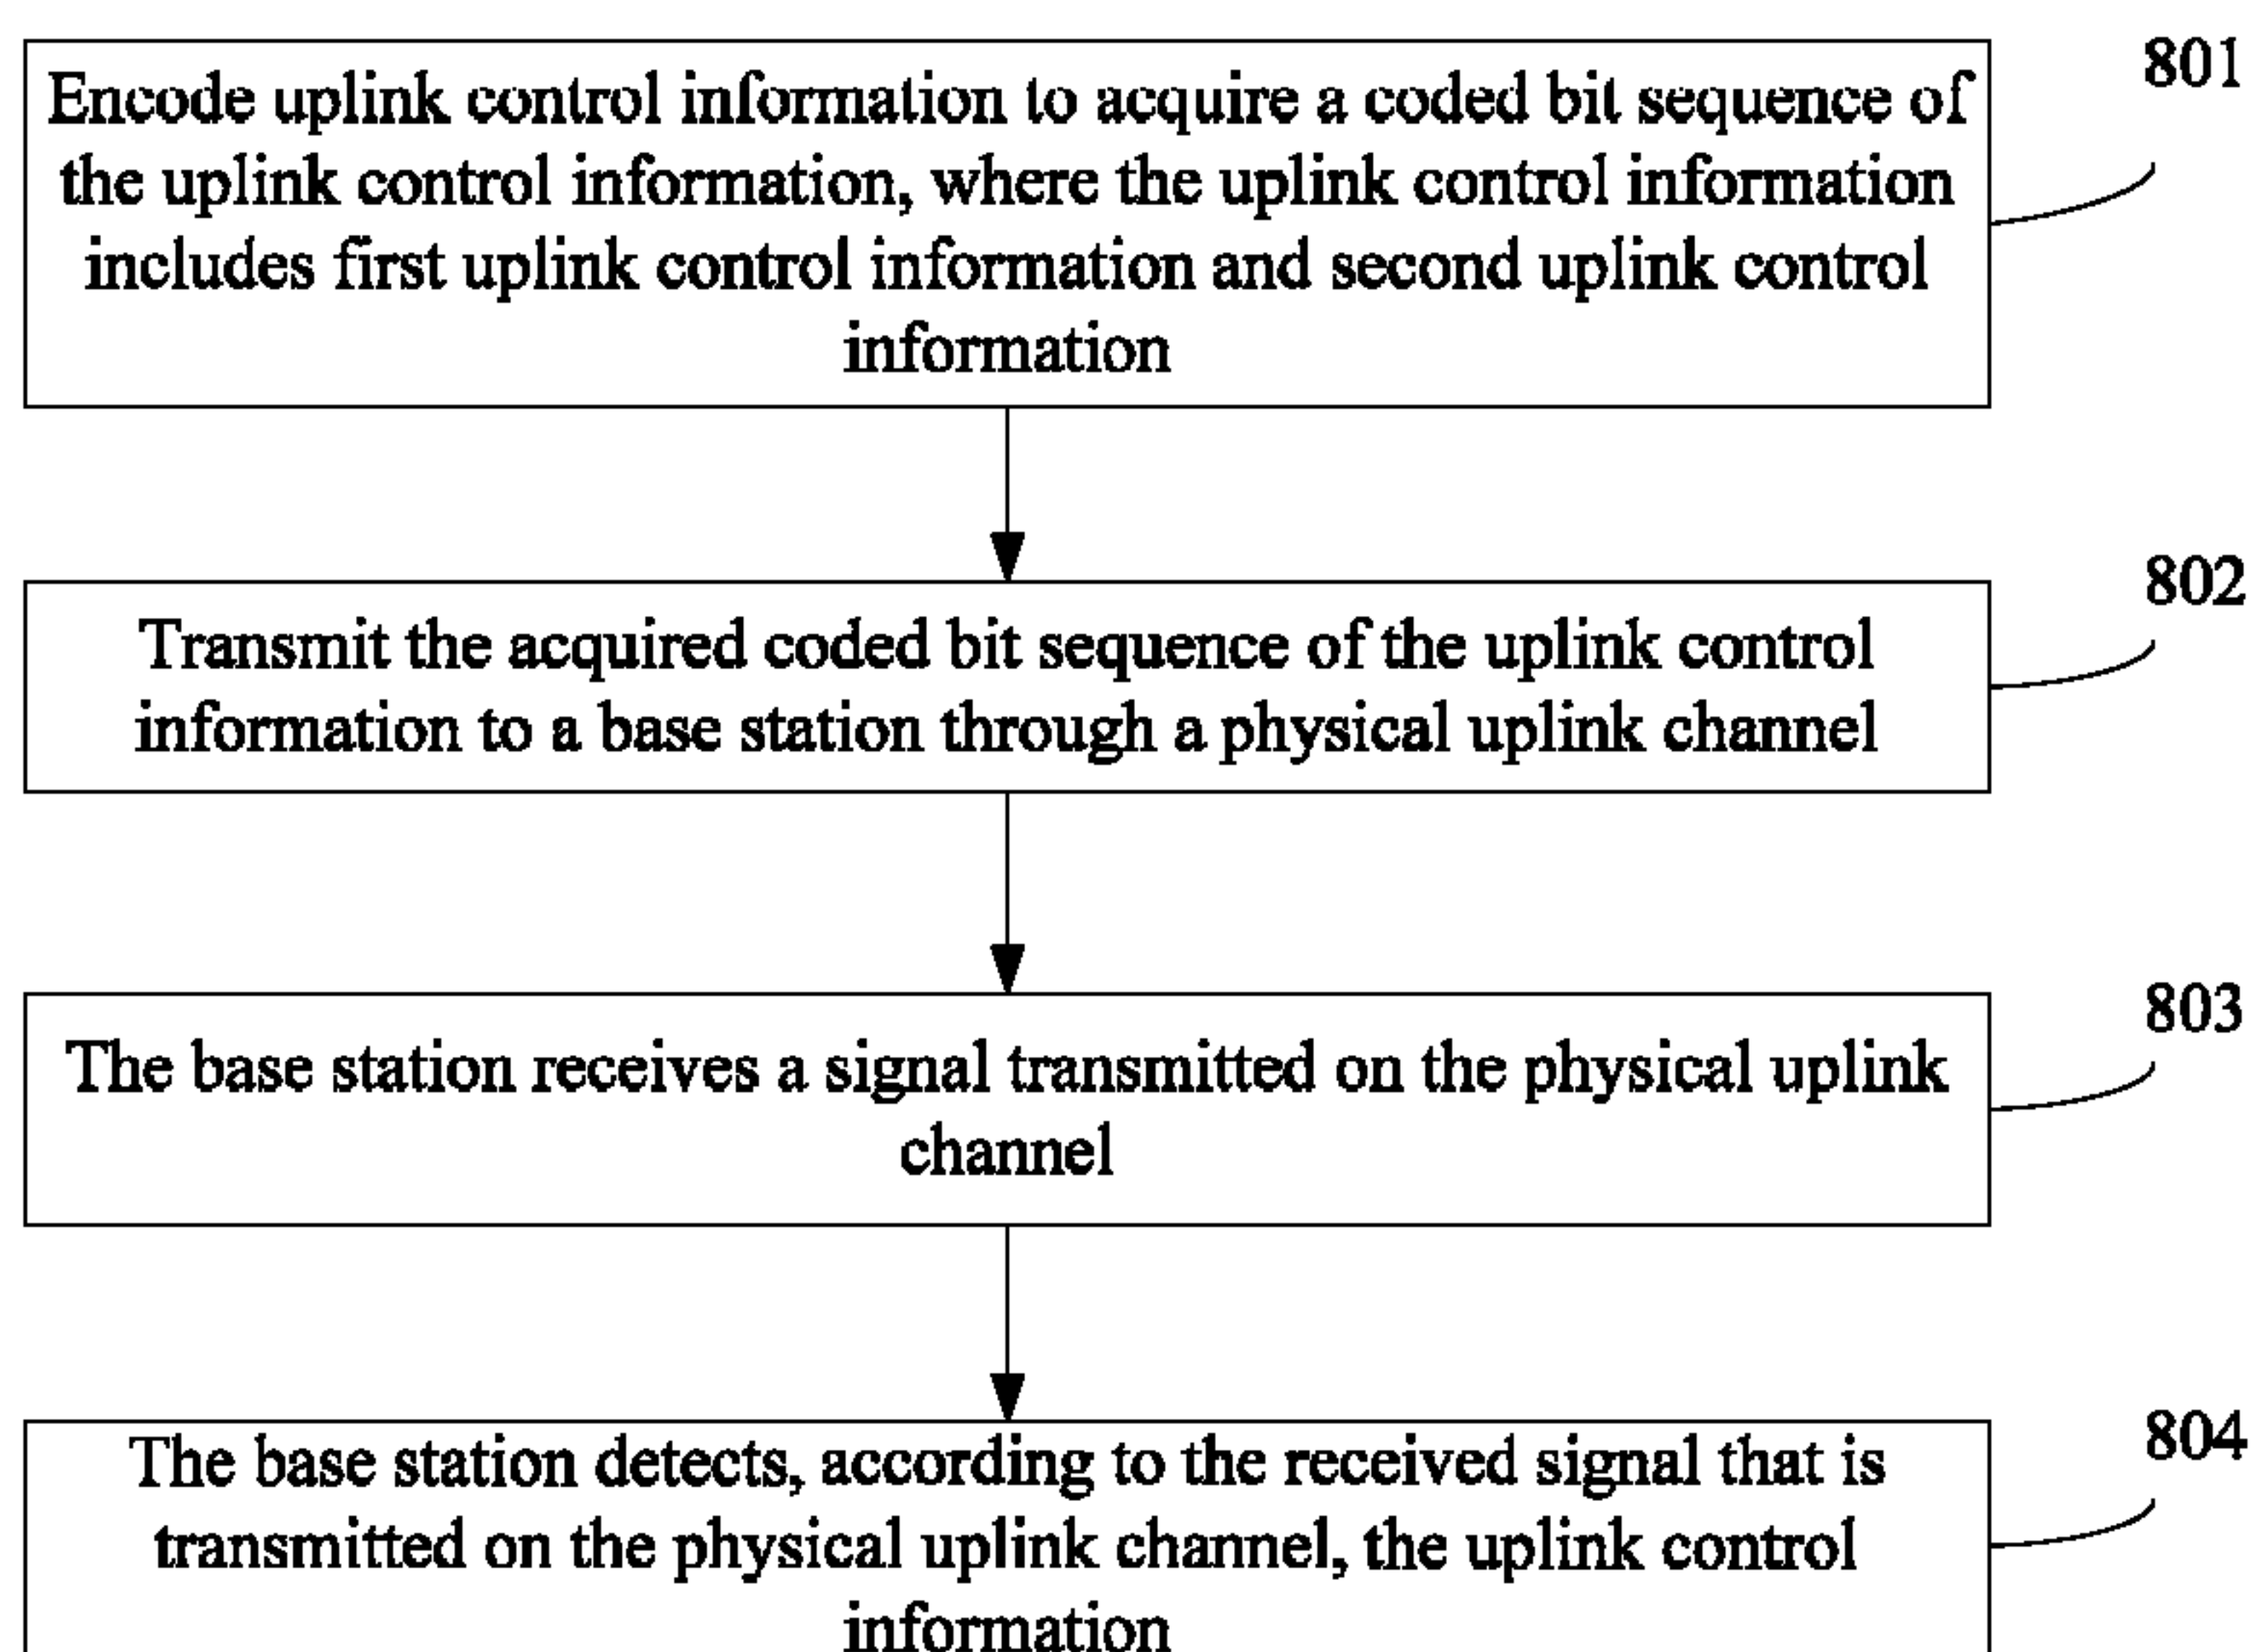 801
Encode uplink control information to acquire a coded bit sequence of
the uplink control information, where the uplink control information
includes first uplink control information and second uplink control
information
802
Transmit the acquired coded bit sequence of the uplink control
information to a base station through a physical uplink channel
803
The base station receives a signal transmitted on the physical uplink
channel
804
The base station detects, according to the received signal that is
transmitted on the physical uplink channel, the uplink control
information